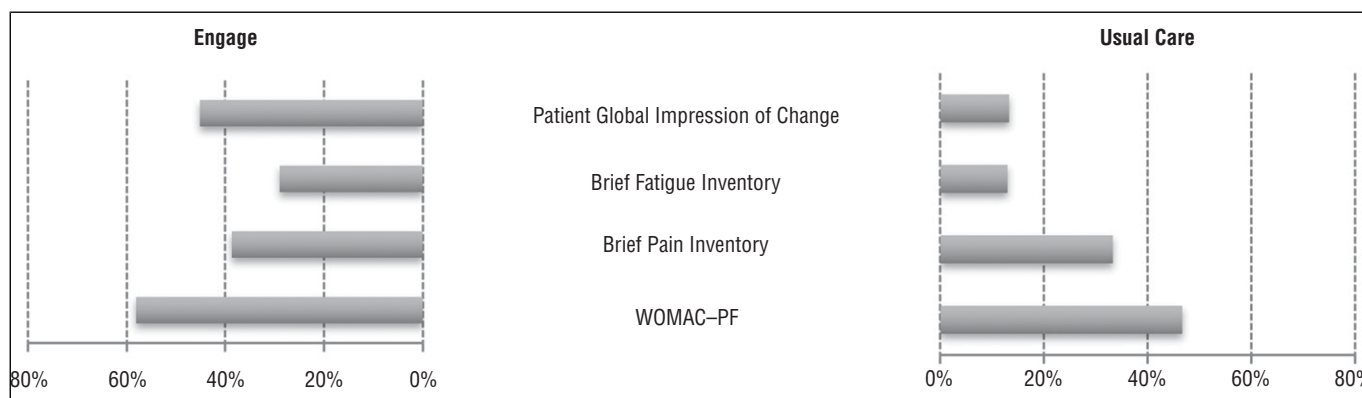 Engage
Usual Care
Patient Global Impression of Change
Brief Fatigue Inventory
Brief Pain Inventory
WOMAC–PF
80% 60% 40% 20% 0%
0% 20% 40% 60% 80%